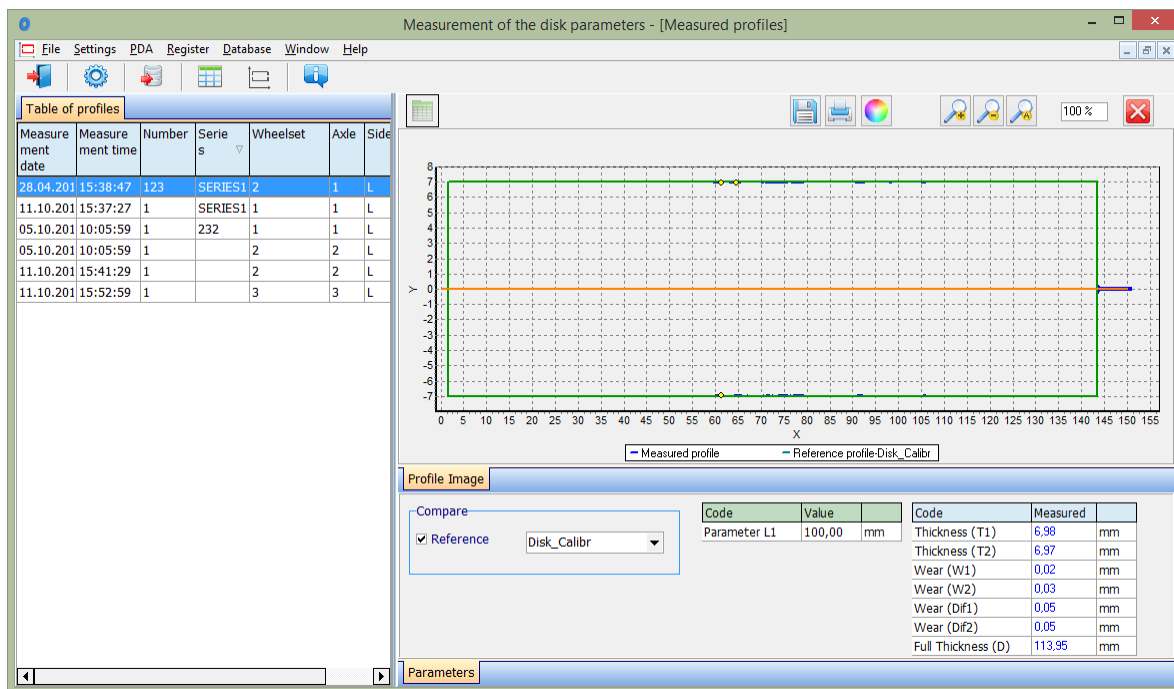 Measurement of the disk parameters - [Measured profiles]
File Settings PDA Register Database Window Help
Table of profiles
100 %
Measure
ment
date
Measure
ment time
Number
Serie
s
Wheelset
Axle
Side
28.04.201 15:38:47 123 SERIES1 2 1 L
11.10.201 15:37:27 1 SERIES1 1 1 L
05.10.201 10:05:59 1 232 1 1 L
05.10.201 10:05:59 1 2 2 L
11.10.201 15:41:29 1 2 2 L
11.10.201 15:52:59 1 3 3 L
8
7
6
5
4
3
2
1
0
-1
-2
-3
-4
-5
-6
-7
Y
0 5 10 15 20 25 30 35 40 45 50 55 60 65 70 75 80 85 90 95 100 105 110 115 120 125 130 135 140 145 150 155
X
Measured profile Reference profile-Disk_Calibr
Profile Image
Compare
Reference Disk_Calibr
Code Value
Parameter L1 100,00 mm
Code Measured
Thickness (T1) 6,98 mm
Thickness (T2) 6,97 mm
Wear (W1) 0,02 mm
Wear (W2) 0,03 mm
Wear (Dif1) 0,05 mm
Wear (Dif2) 0,05 mm
Full Thickness (D) 113,95 mm
Parameters